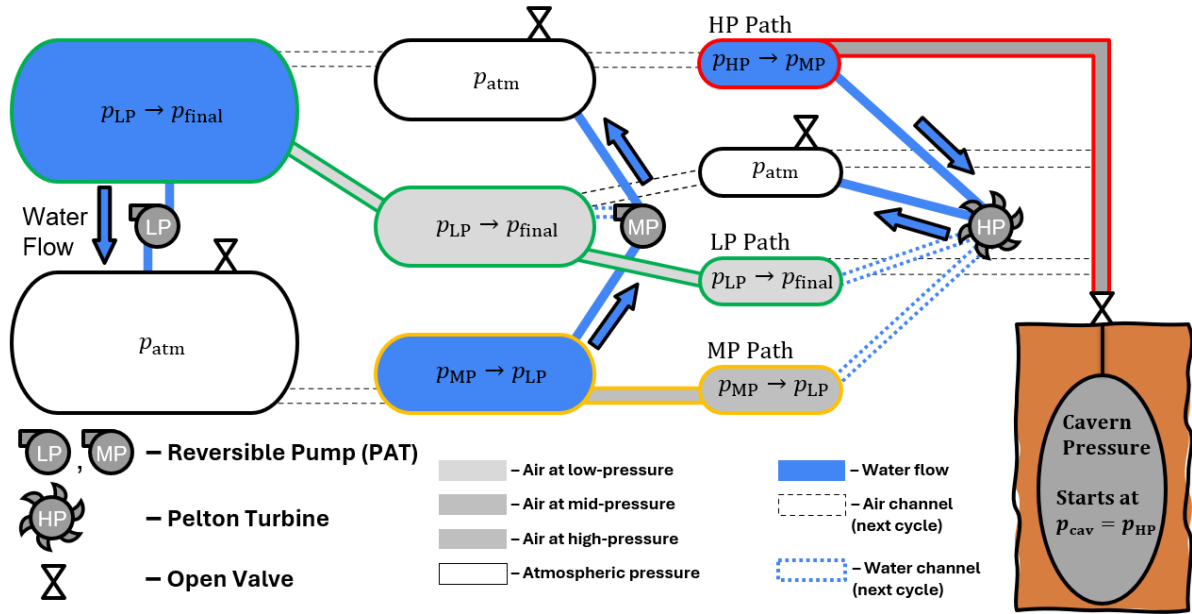 HP Path
p_HP → p_MP
p_atm
p_LP → p_final
p_atm
Water
Flow
LP
p_LP → p_final
MP
HP
LP Path
p_LP → p_final
p_atm
p_MP → p_LP
MP Path
p_MP → p_LP
Cavern
Pressure
Starts at
p_cav = p_HP
LP , MP – Reversible Pump (PAT)
HP – Pelton Turbine
– Open Valve
– Air at low-pressure
– Air at mid-pressure
– Air at high-pressure
– Atmospheric pressure
– Water flow
– Air channel
(next cycle)
– Water channel
(next cycle)